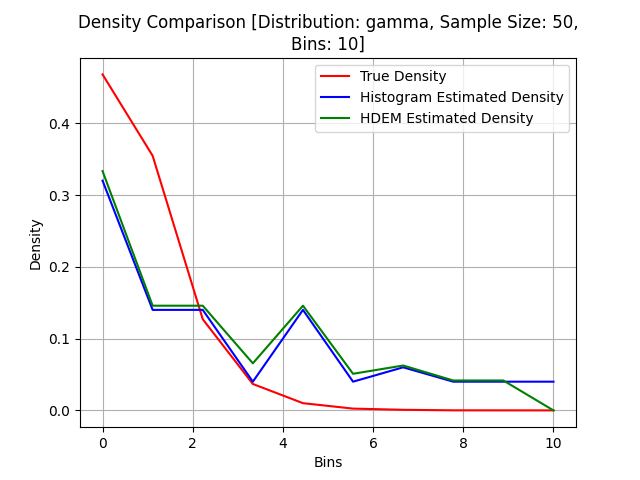 Density Comparison [Distribution: gamma, Sample Size: 50,
Bins: 10]
True Density
Histogram Estimated Density
HDEM Estimated Density
Density
0.4
0.3
0.2
0.1
0.0
0 2 4 6 8 10
Bins